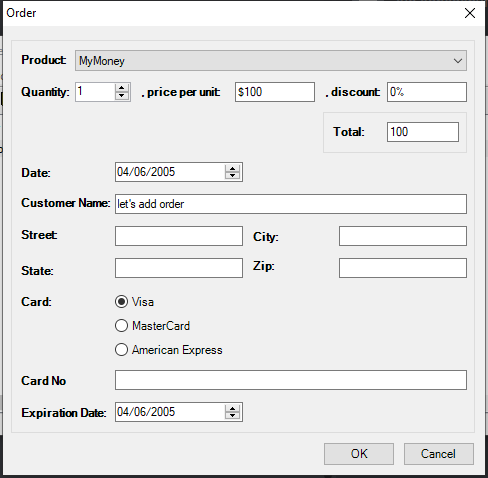 Order
Product: MyMoney
Quantity: 1 , price per unit: $100 , discount: 0%
Total: 100
Date: 04/06/2005
Customer Name: let's add order
Street: City:
State: Zip:
Card: Visa
MasterCard
American Express
Card No
Expiration Date: 04/06/2005
OK Cancel